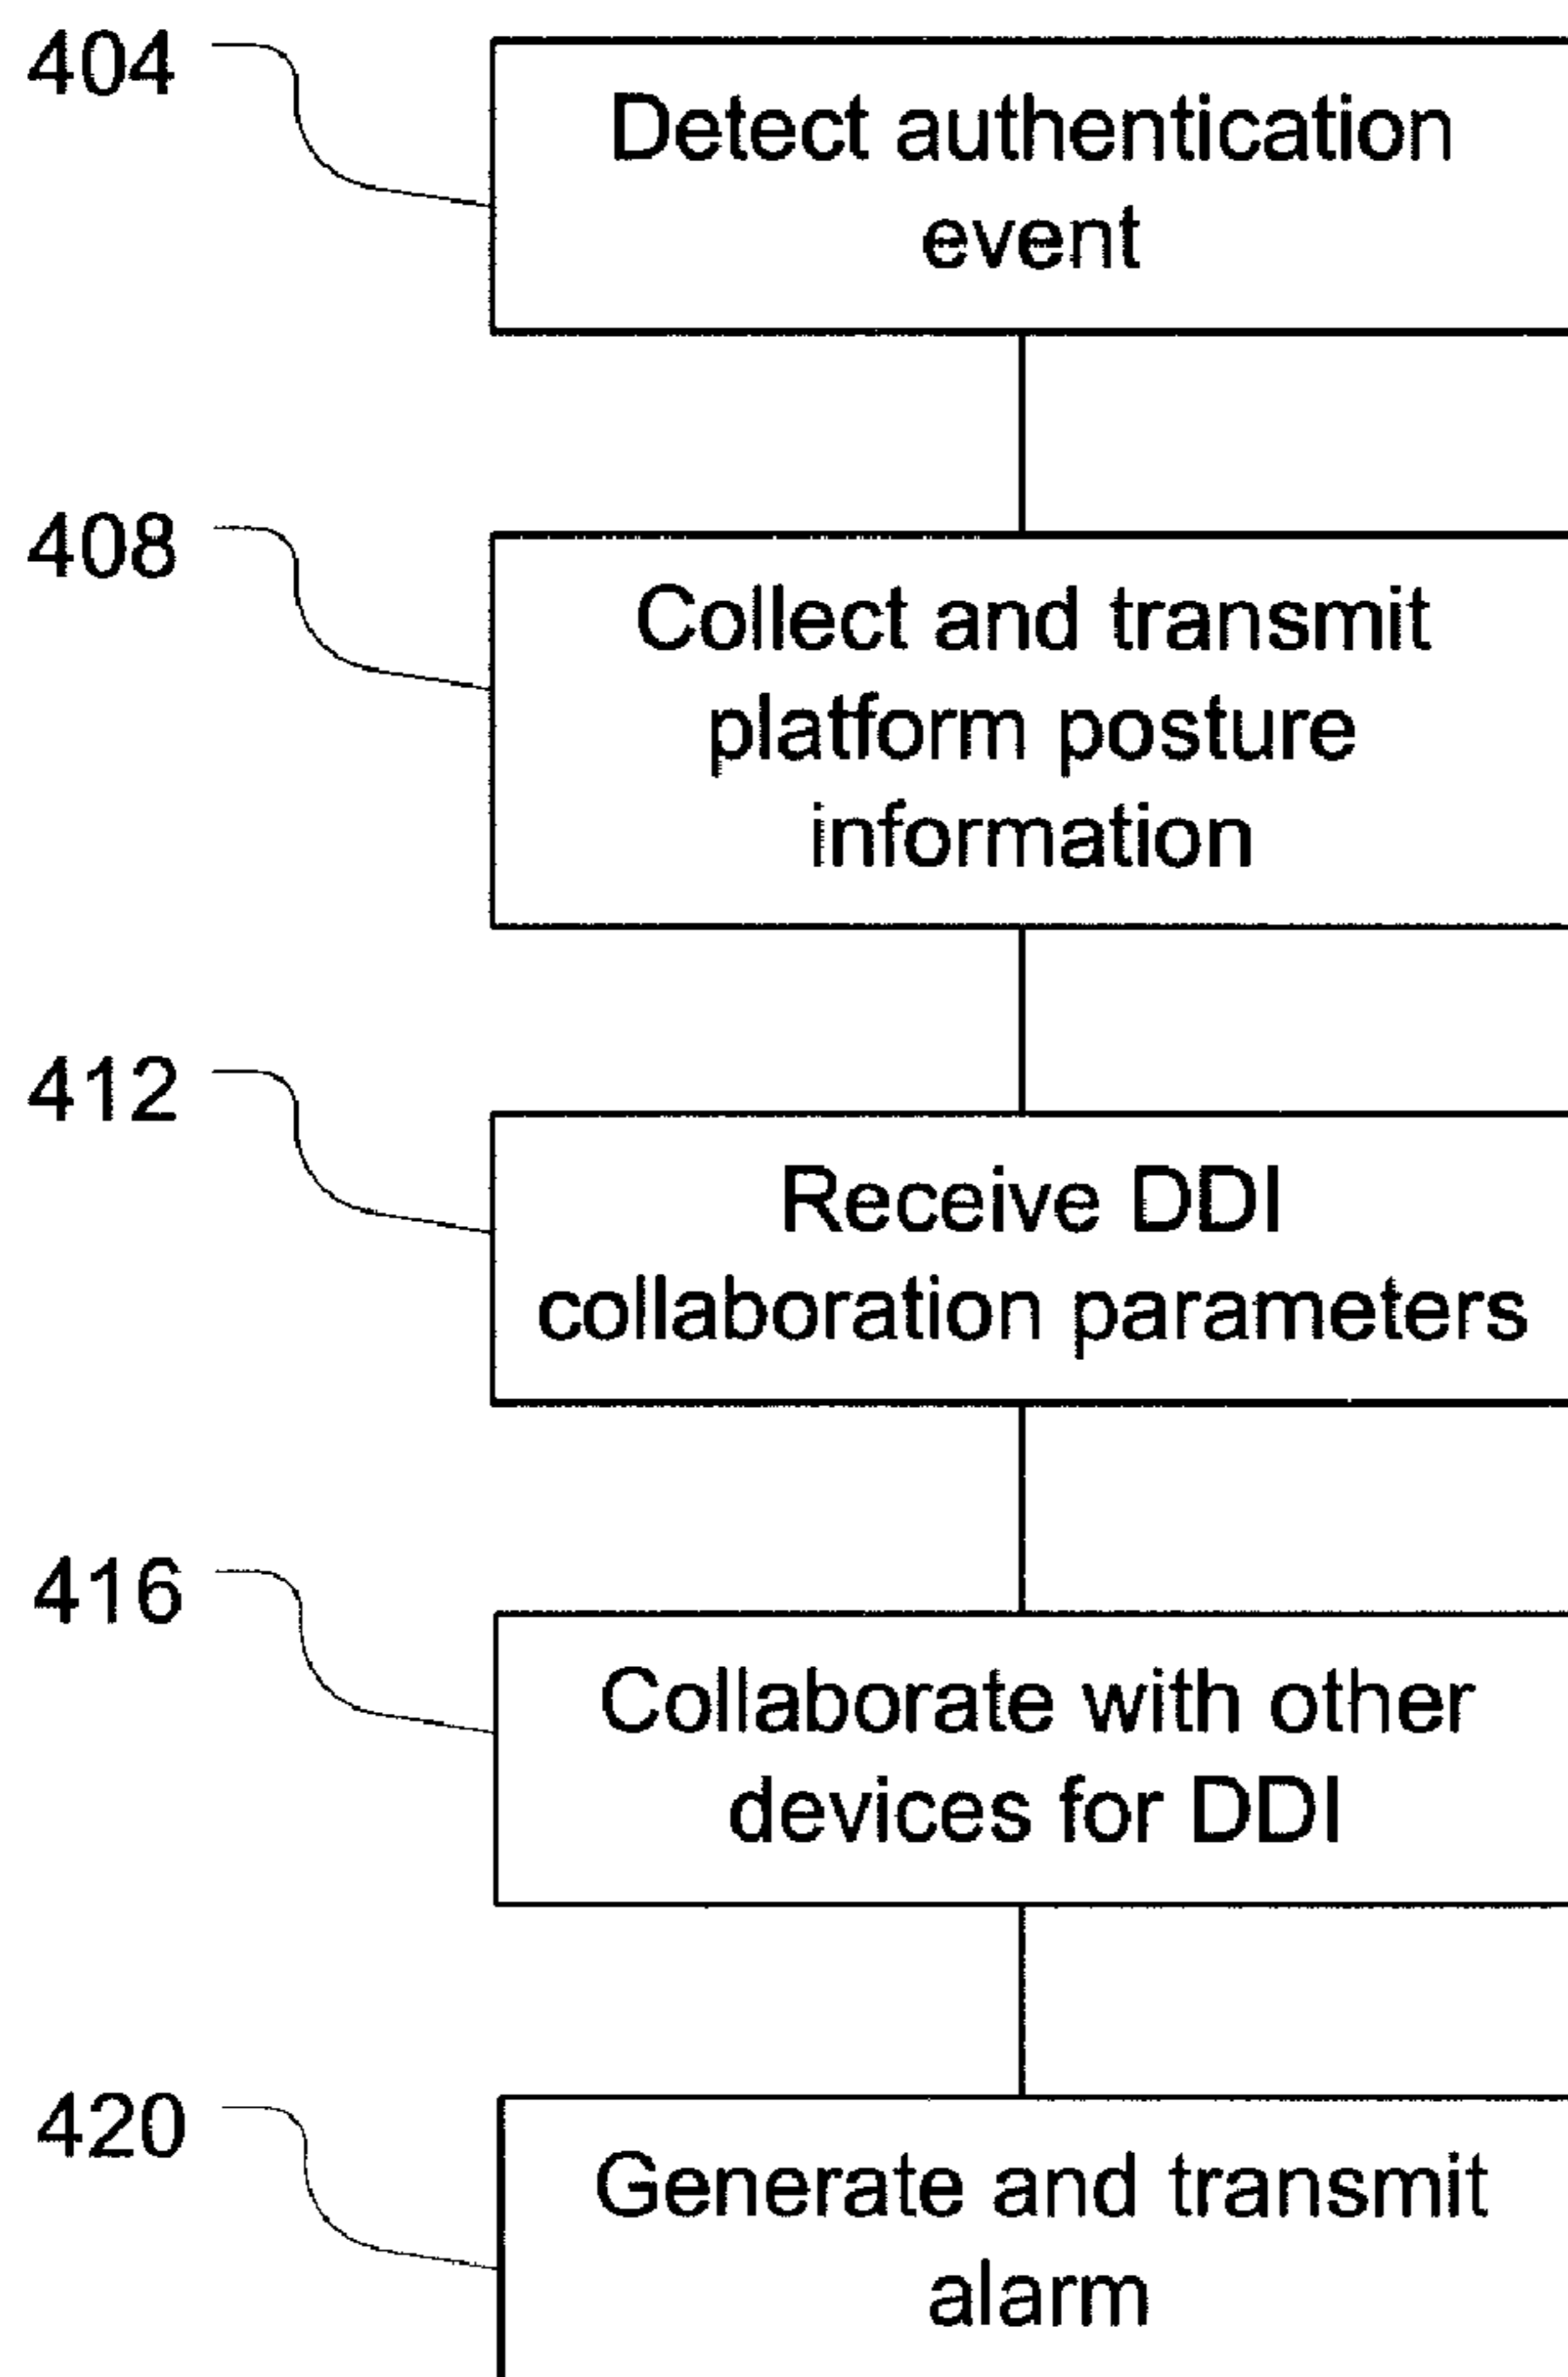 404
Detect authentication
event
408
Collect and transmit
platform posture
information
412
Receive DDI
collaboration parameters
416
Collaborate with other
devices for DDI
420
Generate and transmit
alarm